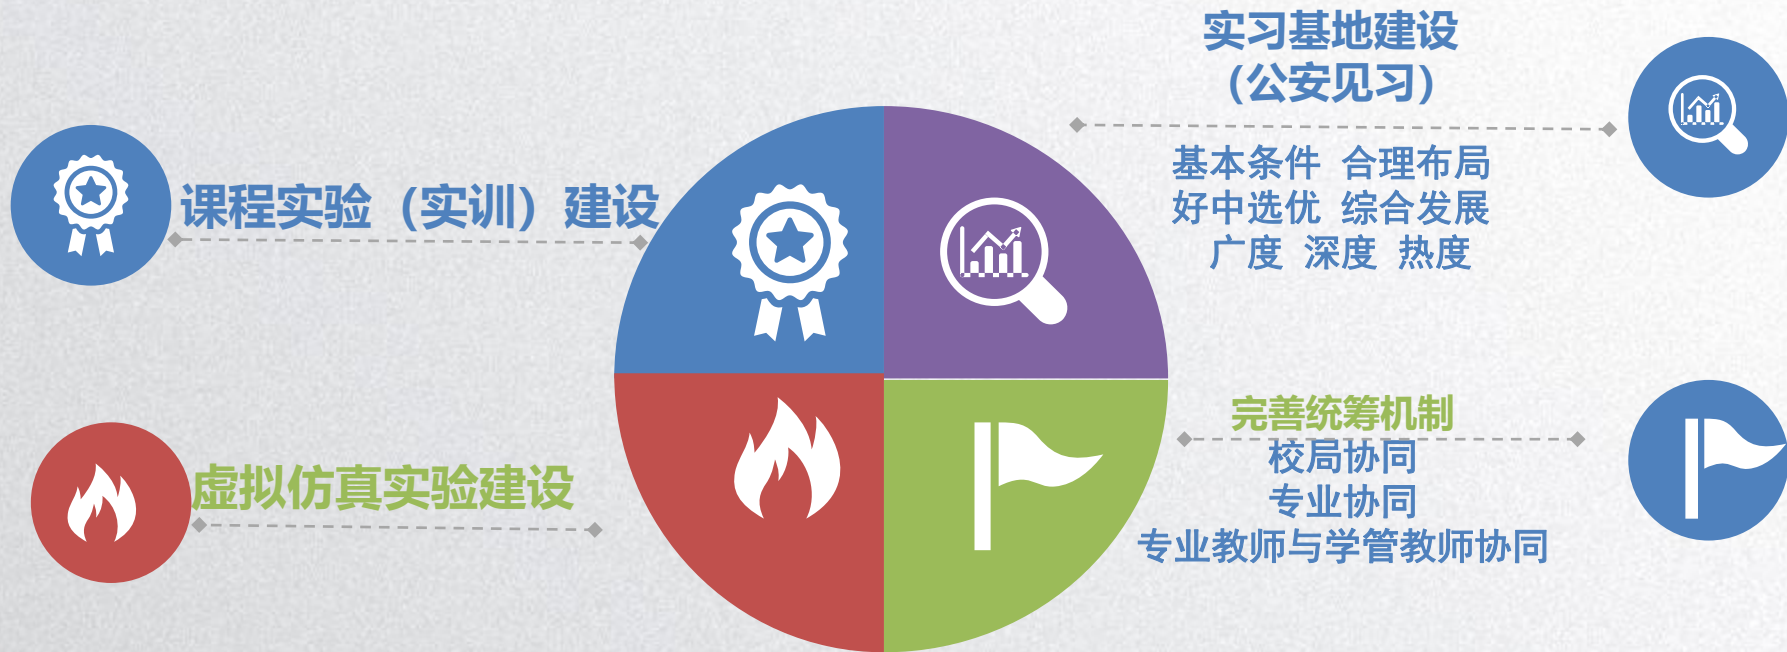 课程实验（实训）建设
虚拟仿真实验建设
实习基地建设
（公安见习）
基本条件 合理布局
好中选优 综合发展
广度 深度 热度
完善统筹机制
校局协同
专业协同
专业教师与学管教师协同